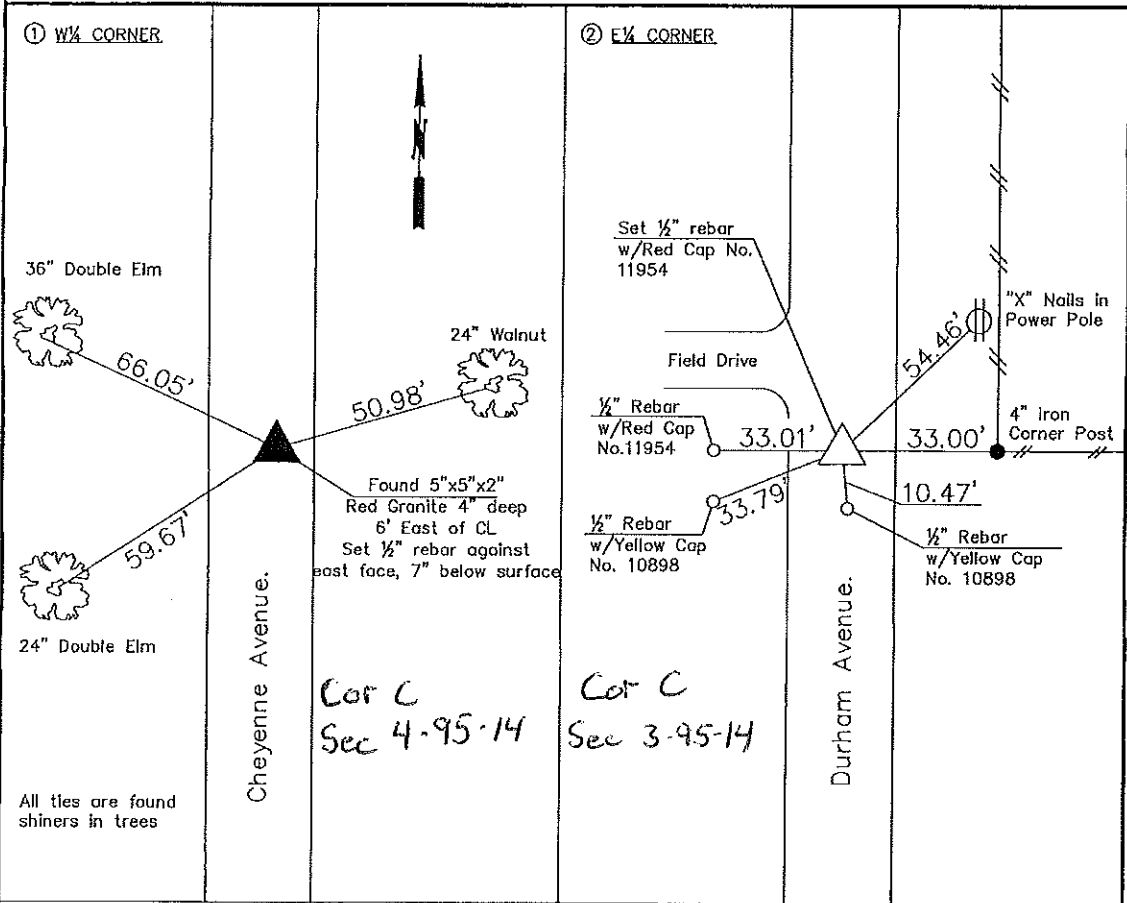 ① W¼ CORNER
N
36" Double Elm
66.05'
24" Walnut
50.98'
Found 5"x5"x2"
Red Granite 4" deep
6' East of CL
Set ½" rebar against
east face, 7" below surface
59.67'
24" Double Elm
Cheyenne Avenue.
Cor C
Sec 4-95-14
All ties are found
shiners in trees
② E¼ CORNER
Set ½" rebar
w/Red Cap No.
11954
"X" Nails in
Power Pole
54.46'
Field Drive
½" Rebar
w/Red Cap
No.11954
33.01'
33.00'
4" Iron
Corner Post
33.79'
10.47'
½" Rebar
w/Yellow Cap
No. 10898
½" Rebar
w/Yellow Cap
No. 10898
Durham Avenue.
Cor C
Sec 3-95-14